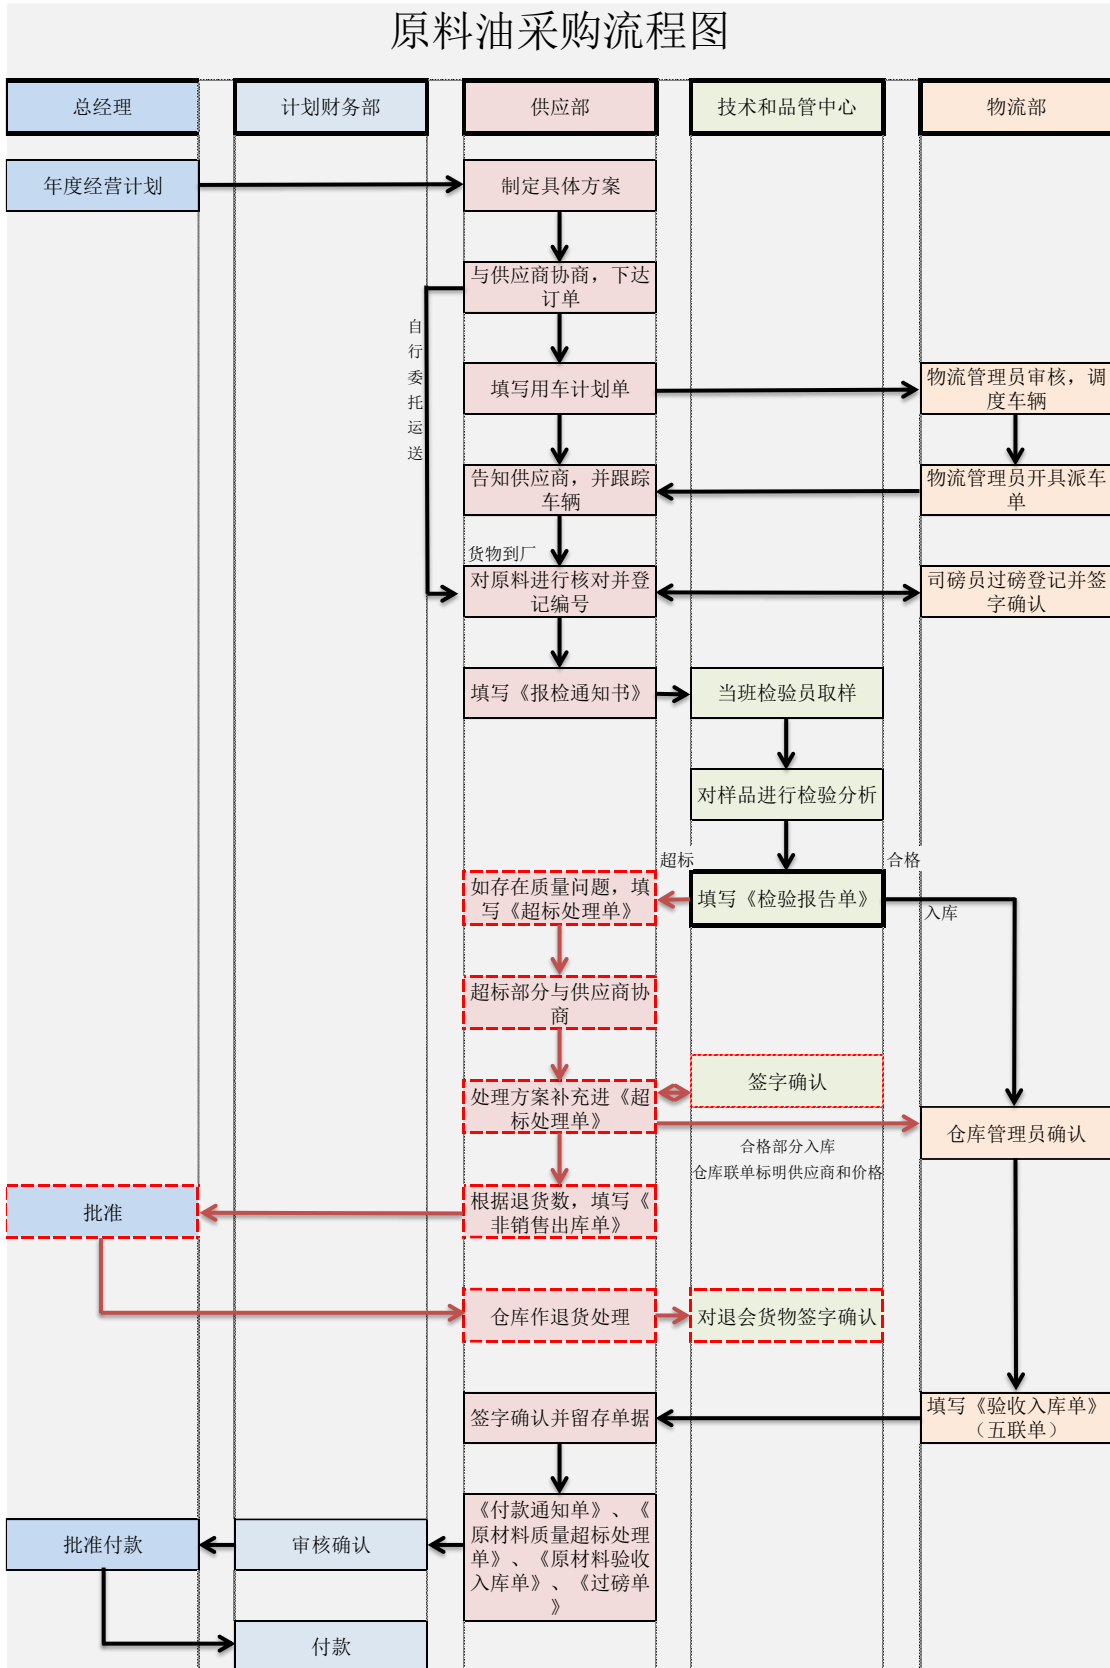 原料油采购流程图
总经理
计划财务部
供应部
技术和品管中心
物流部
年度经营计划
制定具体方案
与供应商协商，下达
订单
自
行
委
托
运
送
填写用车计划单
物流管理员审核，调
度车辆
告知供应商，并跟踪
车辆
物流管理员开具派车
单
货物到厂
对原料进行核对并登
记编号
司磅员过磅登记并签
字确认
填写《报检通知书》
当班检验员取样
对样品进行检验分析
超标
合格
如存在质量问题，填
写《超标处理单》
填写《检验报告单》
入库
超标部分与供应商协
商
签字确认
处理方案补充进《超
标处理单》
仓库管理员确认
合格部分入库
仓库联单标明供应商和价格
批准
根据退货数，填写《
非销售出库单》
仓库作退货处理
对退会货物签字确认
签字确认并留存单据
填写《验收入库单》
（五联单）
《付款通知单》、《
原材料质量超标处理
单》、《原材料验收
入库单》、《过磅单
》
批准付款
审核确认
付款